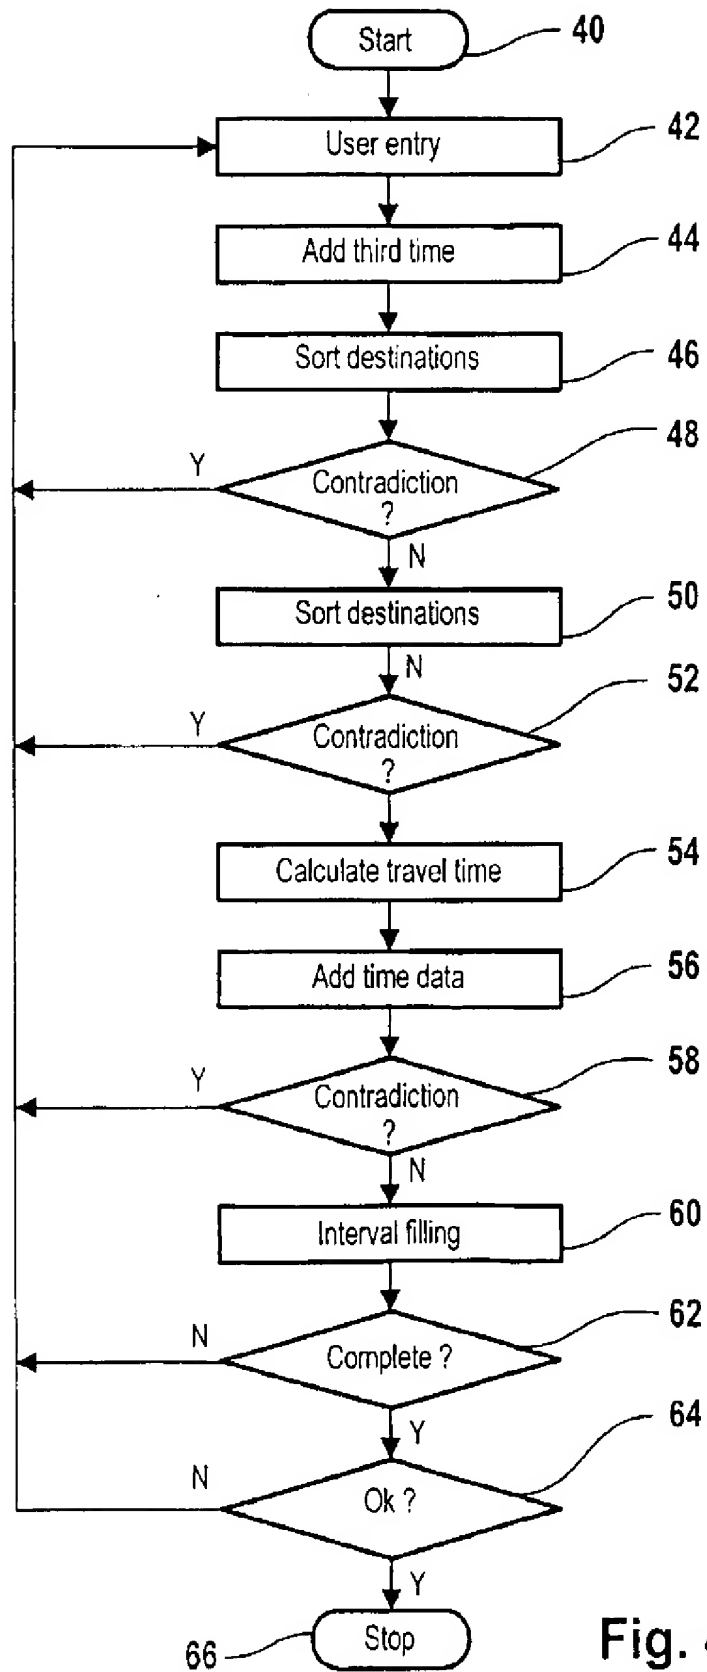 Start
40
User entry
42
Add third time
44
Sort destinations
46
48
Y
Contradiction
?
N
Sort destinations
50
N
52
Y
Contradiction
?
Calculate travel time
54
Add time data
56
58
Y
Contradiction
?
N
Interval filling
60
62
N
Complete ?
Y
64
N
Ok ?
Y
Stop
66
Fig.